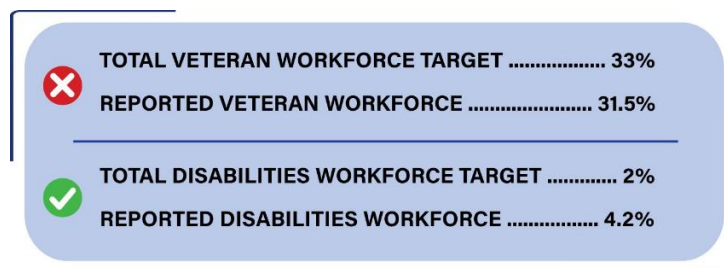 TOTAL VETERAN WORKFORCE TARGET .................. 33%
REPORTED VETERAN WORKFORCE ....................... 31.5%
TOTAL DISABILITIES WORKFORCE TARGET ............. 2%
REPORTED DISABILITIES WORKFORCE ................. 4.2%